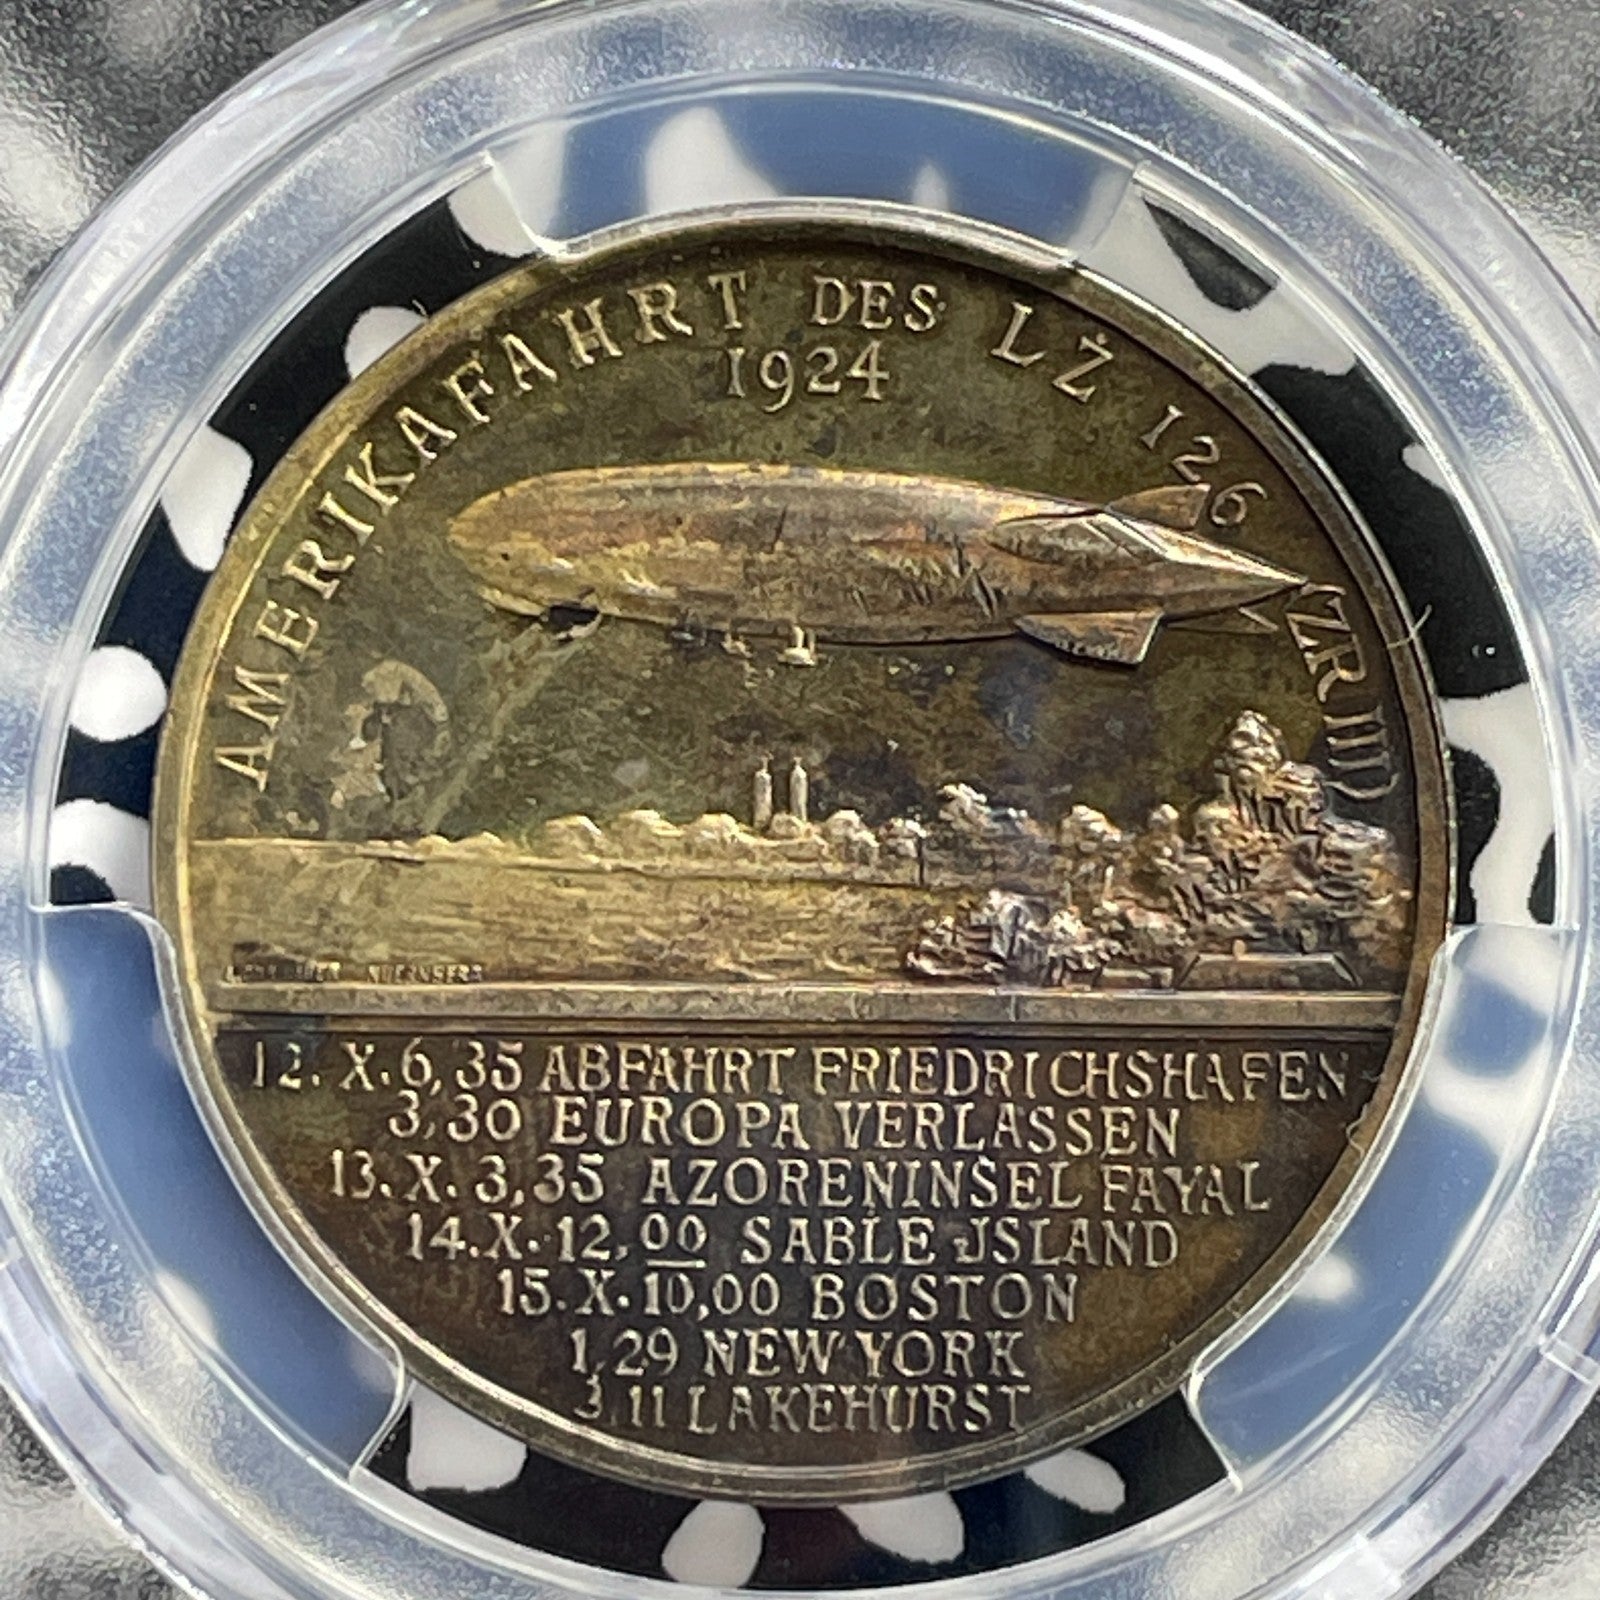 AMERIKAFAHRT DES LZ 126 ZR III
1924
NUERNBERG
12. X. 6,35 ABFAHRT FRIEDRICHSHAFEN
3,30 EUROPA VERLASSEN
13. X. 3,35 AZORENINSEL FAYAL
14. X. 12,00 SABLE JSLAND
15. X. 10,00 BOSTON
1,29 NEW YORK
3,11 LAKEHURST